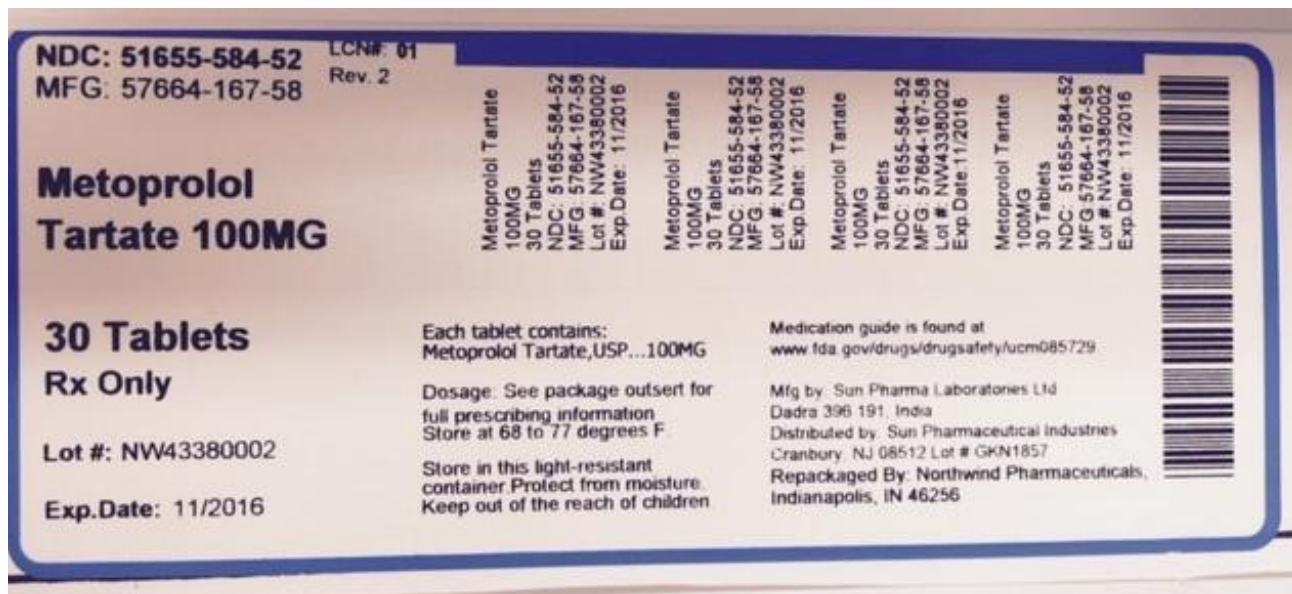 NDC: 51655-584-52
MFG: 57664-167-58
LCN#: 01
Rev. 2
Metoprolol
Tartate 100MG
30 Tablets
Rx Only
Lot #: NW43380002
Exp.Date: 11/2016
Metoprolol Tartate
100MG
30 Tablets
NDC: 51655-584-52
MFG: 57664-167-58
Lot #: NW43380002
Exp.Date: 11/2016
Metoprolol Tartate
100MG
30 Tablets
NDC: 51655-584-52
MFG: 57664-167-58
Lot #: NW43380002
Exp.Date: 11/2016
Metoprolol Tartate
100MG
30 Tablets
NDC: 51655-584-52
MFG: 57664-167-58
Lot #: NW43380002
Exp.Date:11/2016
Metoprolol Tartate
100MG
30 Tablets
NDC: 51655-584-52
MFG:57664-167-58
Lot #:NW43380002
Exp.Date: 11/2016
Each tablet contains:
Metoprolol Tartate,USP...100MG
Dosage: See package outsert for
full prescribing information
Store at 68 to 77 degrees F.
Store in this light-resistant
container.Protect from moisture.
Keep out of the reach of children
Medication guide is found at
www.fda.gov/drugs/drugsafety/ucm085729
Mfg by: Sun Pharma Laboratories Ltd
Dadra 396 191, India
Distributed by: Sun Pharmaceutical Industries
Cranbury, NJ 08512 Lot # GKN1857
Repackaged By: Northwind Pharmaceuticals,
Indianapolis, IN 46256